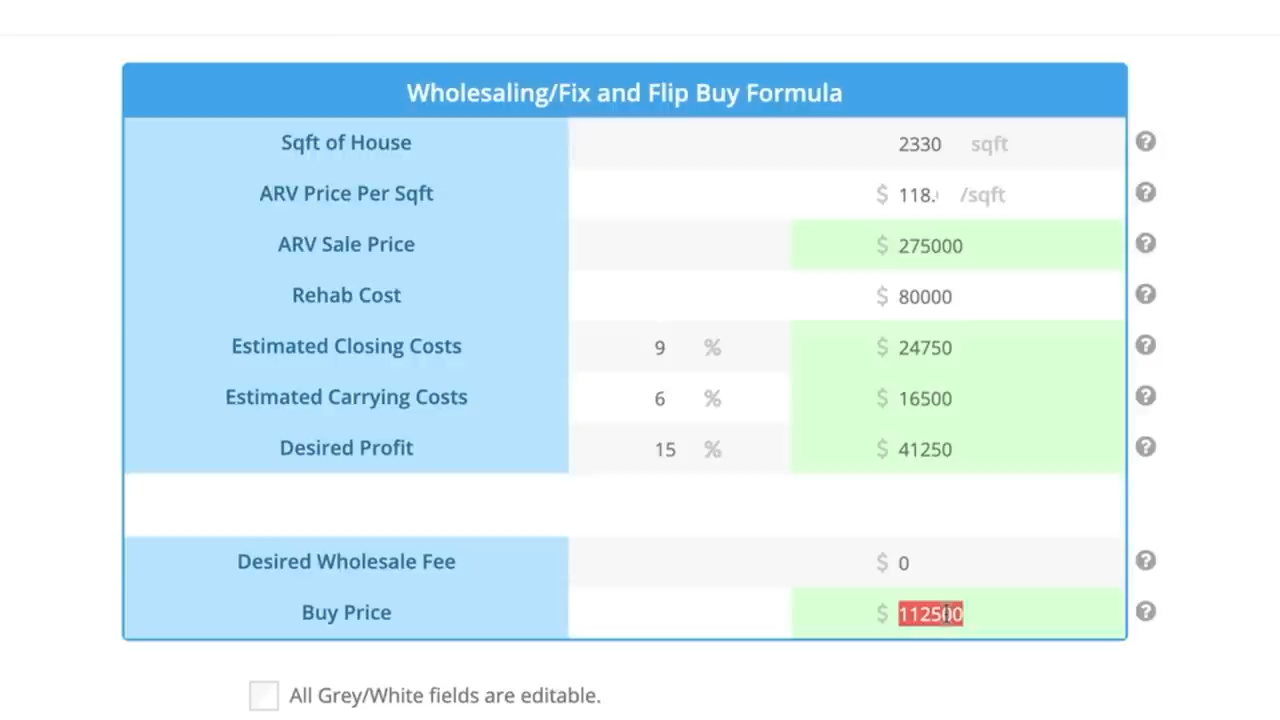 Wholesaling/Fix and Flip Buy Formula
Sqft of House 2330 sqft
ARV Price Per Sqft $ 118. /sqft
ARV Sale Price $ 275000
Rehab Cost $ 80000
Estimated Closing Costs 9 % $ 24750
Estimated Carrying Costs 6 % $ 16500
Desired Profit 15 % $ 41250
Desired Wholesale Fee $ 0
Buy Price $ 112500
All Grey/White fields are editable.